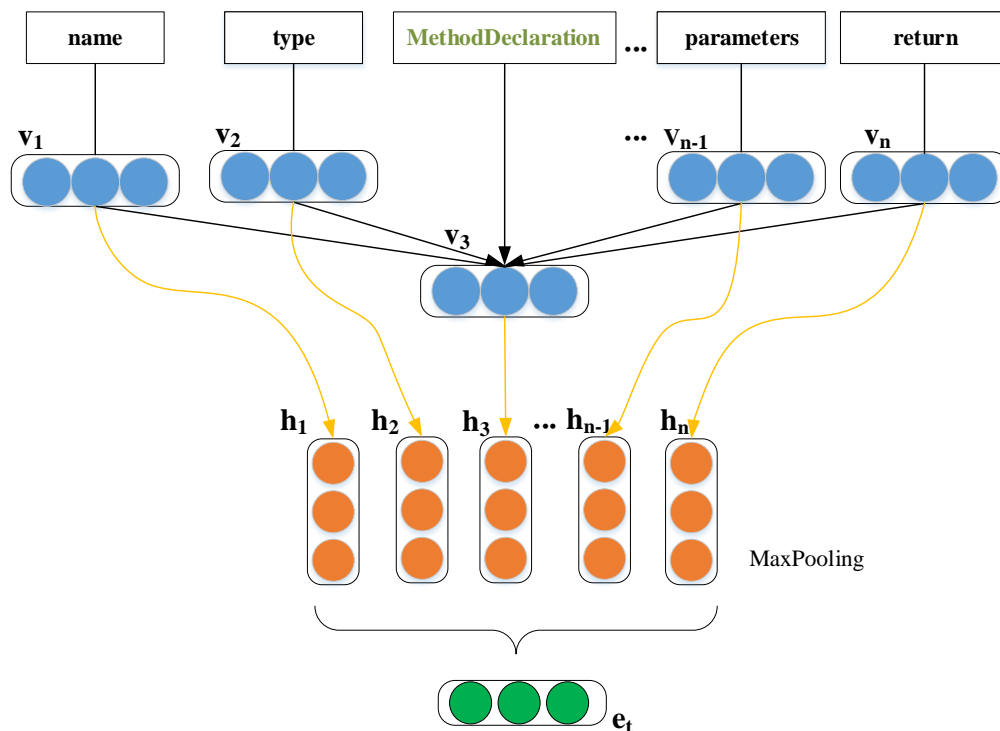 name type MethodDeclaration ... parameters return
v1 v2 ... vn-1 vn
v3
h1 h2 h3 ... hn-1 hn
MaxPooling
et